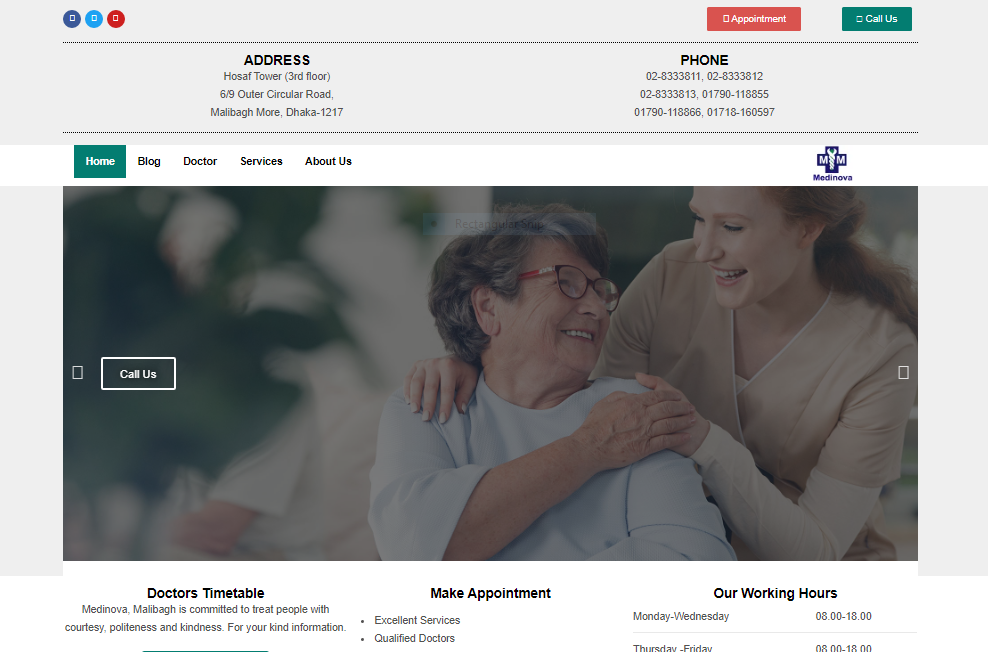 Appointment
Call Us
ADDRESS
Hosaf Tower (3rd floor)
6/9 Outer Circular Road,
Malibagh More, Dhaka-1217
PHONE
02-8333811, 02-8333812
02-8333813, 01790-118855
01790-118866, 01718-160597
Home
Blog
Doctor
Services
About Us
M M
Medinova
Rectangular
Call Us
Doctors Timetable
Medinova, Malibagh is committed to treat people with
courtesy, politeness and kindness. For your kind information.
Make Appointment
Excellent Services
Qualified Doctors
Our Working Hours
Monday-Wednesday 08.00-18.00
Thursday -Friday 08.00-18.00